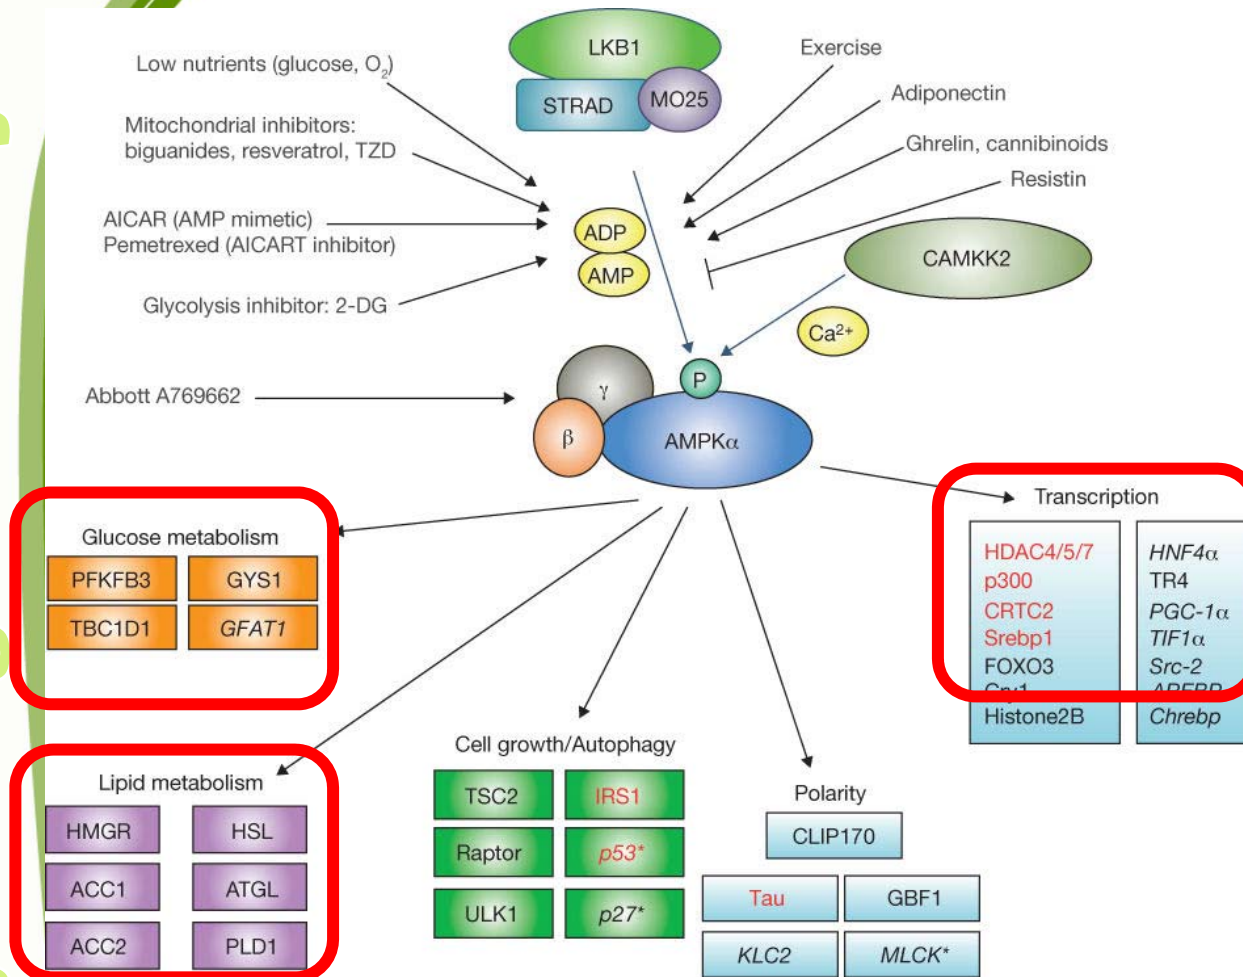 LKB1
STRAD
MO25
Low nutrients (glucose, O2)
Mitochondrial inhibitors:
biguanides, resveratrol, TZD
AICAR (AMP mimetic)
Pemetrexed (AICART inhibitor)
Glycolysis inhibitor: 2-DG
Abbott A769662
Exercise
Adiponectin
Ghrelin, cannibinoids
Resistin
ADP
AMP
CAMKK2
Ca2+
P
γ
β
AMPKα
Glucose metabolism
PFKFB3
GYS1
TBC1D1
GFAT1
Transcription
HDAC4/5/7
p300
CRTC2
Srebp1
FOXO3
Cry1
Histone2B
HNF4α
TR4
PGC-1α
TIF1α
Src-2
AREBP
Chrebp
Lipid metabolism
HMGR
HSL
ACC1
ATGL
ACC2
PLD1
Cell growth/Autophagy
TSC2
IRS1
Raptor
p53*
ULK1
p27*
Polarity
CLIP170
Tau
GBF1
KLC2
MLCK*